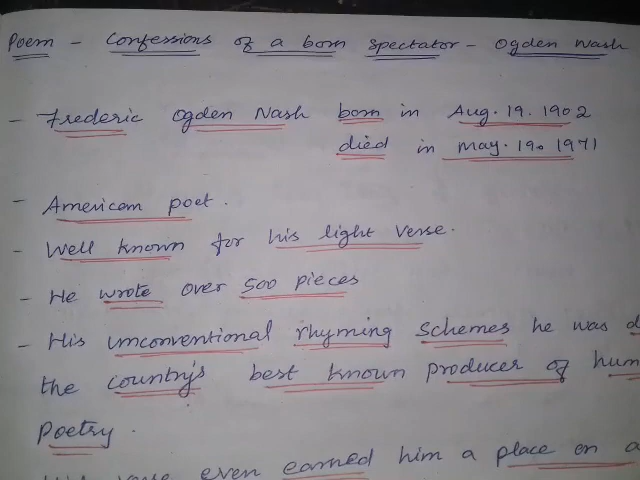 Poem - Confessions of a born spectator - Ogden Nash
- Frederic Ogden Nash born in Aug. 19. 1902
died in May. 19. 1971
- American poet.
- Well known for his light verse.
- He wrote over 500 pieces
- His unconventional rhyming schemes he was
the country's best known producer of
Poetry.
verse even earned him a place on a